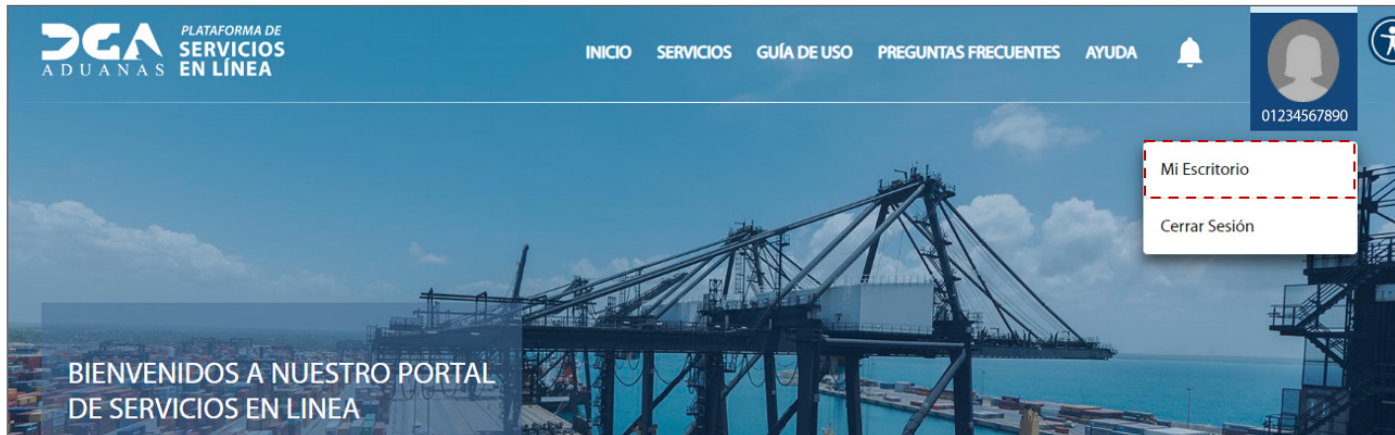 DGA
ADUANAS
PLATAFORMA DE
SERVICIOS
EN LÍNEA
INICIO SERVICIOS GUÍA DE USO PREGUNTAS FRECUENTES AYUDA
01234567890
Mi Escritorio
Cerrar Sesión
BIENVENIDOS A NUESTRO PORTAL
DE SERVICIOS EN LINEA